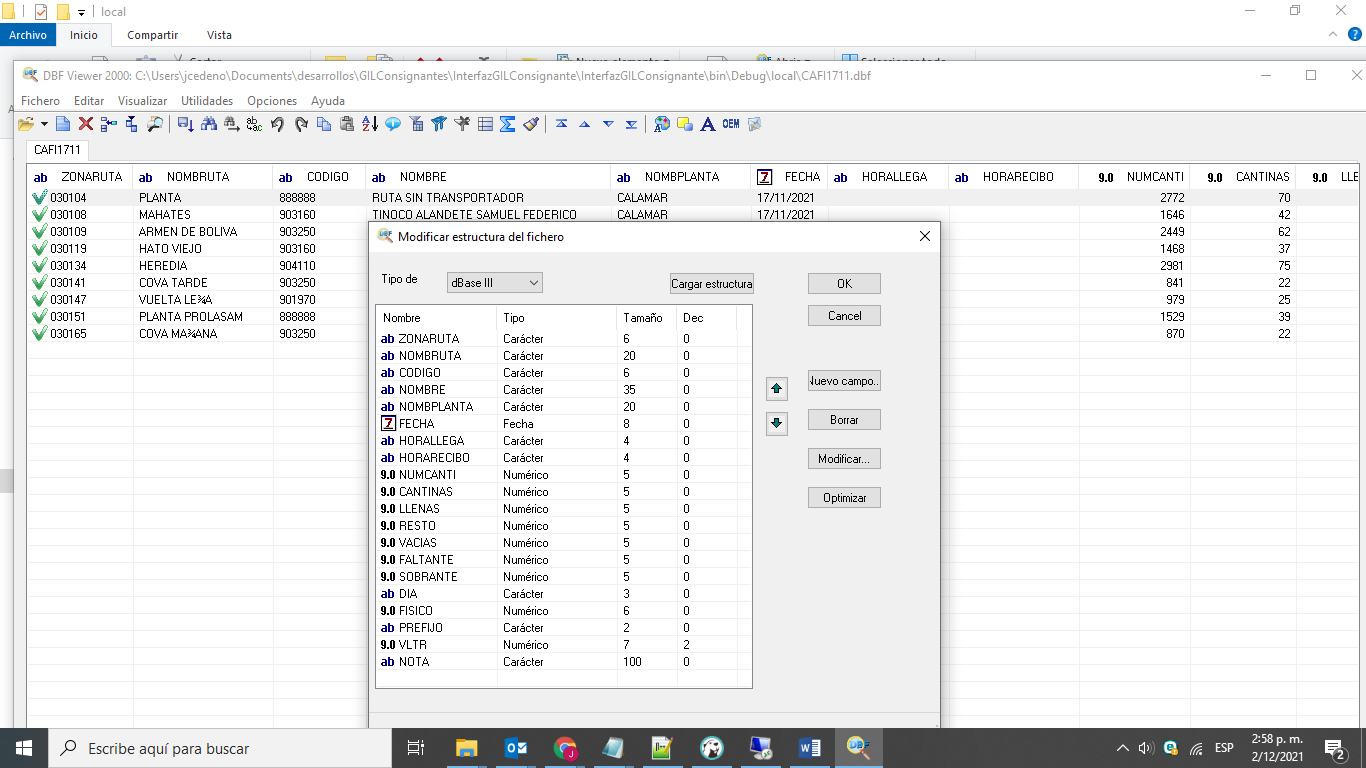 local
Archivo Inicio Compartir Vista
DBF Viewer 2000: C:\Users\jcedeno\Documents\desarrollos\GILConsignantes\InterfazGILConsignante\InterfazGILConsignante\bin\Debug\local\CAFI1711.dbf
Fichero Editar Visualizar Utilidades Opciones Ayuda
OEM
CAFI1711
ab ZONARUTA ab NOMBRUTA ab CODIGO ab NOMBRE ab NOMBPLANTA 7 FECHA ab HORALLEGA ab HORARECIBO 9.0 NUMCANTI 9.0 CANTINAS 9.0 LLE
030104 PLANTA 888888 RUTA SIN TRANSPORTADOR CALAMAR 17/11/2021 2772 70
030108 MAHATES 903160 TINOCO ALANDETE SAMUEL FEDERICO CALAMAR 17/11/2021 1646 42
030109 ARMEN DE BOLIVA 903250 2449 62
030119 HATO VIEJO 903160 1468 37
030134 HEREDIA 904110 2981 75
030141 COVA TARDE 903250 841 22
030147 VUELTA LE¾A 901970 979 25
030151 PLANTA PROLASAM 888888 1529 39
030165 COVA MA¾ANA 903250 870 22
Modificar estructura del fichero
Tipo de dBase III Cargar estructura OK
Cancel
Nombre Tipo Tamaño Dec
ab ZONARUTA Carácter 6 0
ab NOMBRUTA Carácter 20 0
ab CODIGO Carácter 6 0
ab NOMBRE Carácter 35 0
ab NOMBPLANTA Carácter 20 0
7 FECHA Fecha 8 0
ab HORALLEGA Carácter 4 0
ab HORARECIBO Carácter 4 0
9.0 NUMCANTI Numérico 5 0
9.0 CANTINAS Numérico 5 0
9.0 LLENAS Numérico 5 0
9.0 RESTO Numérico 5 0
9.0 VACIAS Numérico 5 0
9.0 FALTANTE Numérico 5 0
9.0 SOBRANTE Numérico 5 0
ab DIA Carácter 3 0
9.0 FISICO Numérico 6 0
ab PREFIJO Carácter 2 0
9.0 VLTR Numérico 7 2
ab NOTA Carácter 100 0
Nuevo campo..
Borrar
Modificar...
Optimizar
Escribe aquí para buscar
ESP
2:58 p. m.
2/12/2021
2